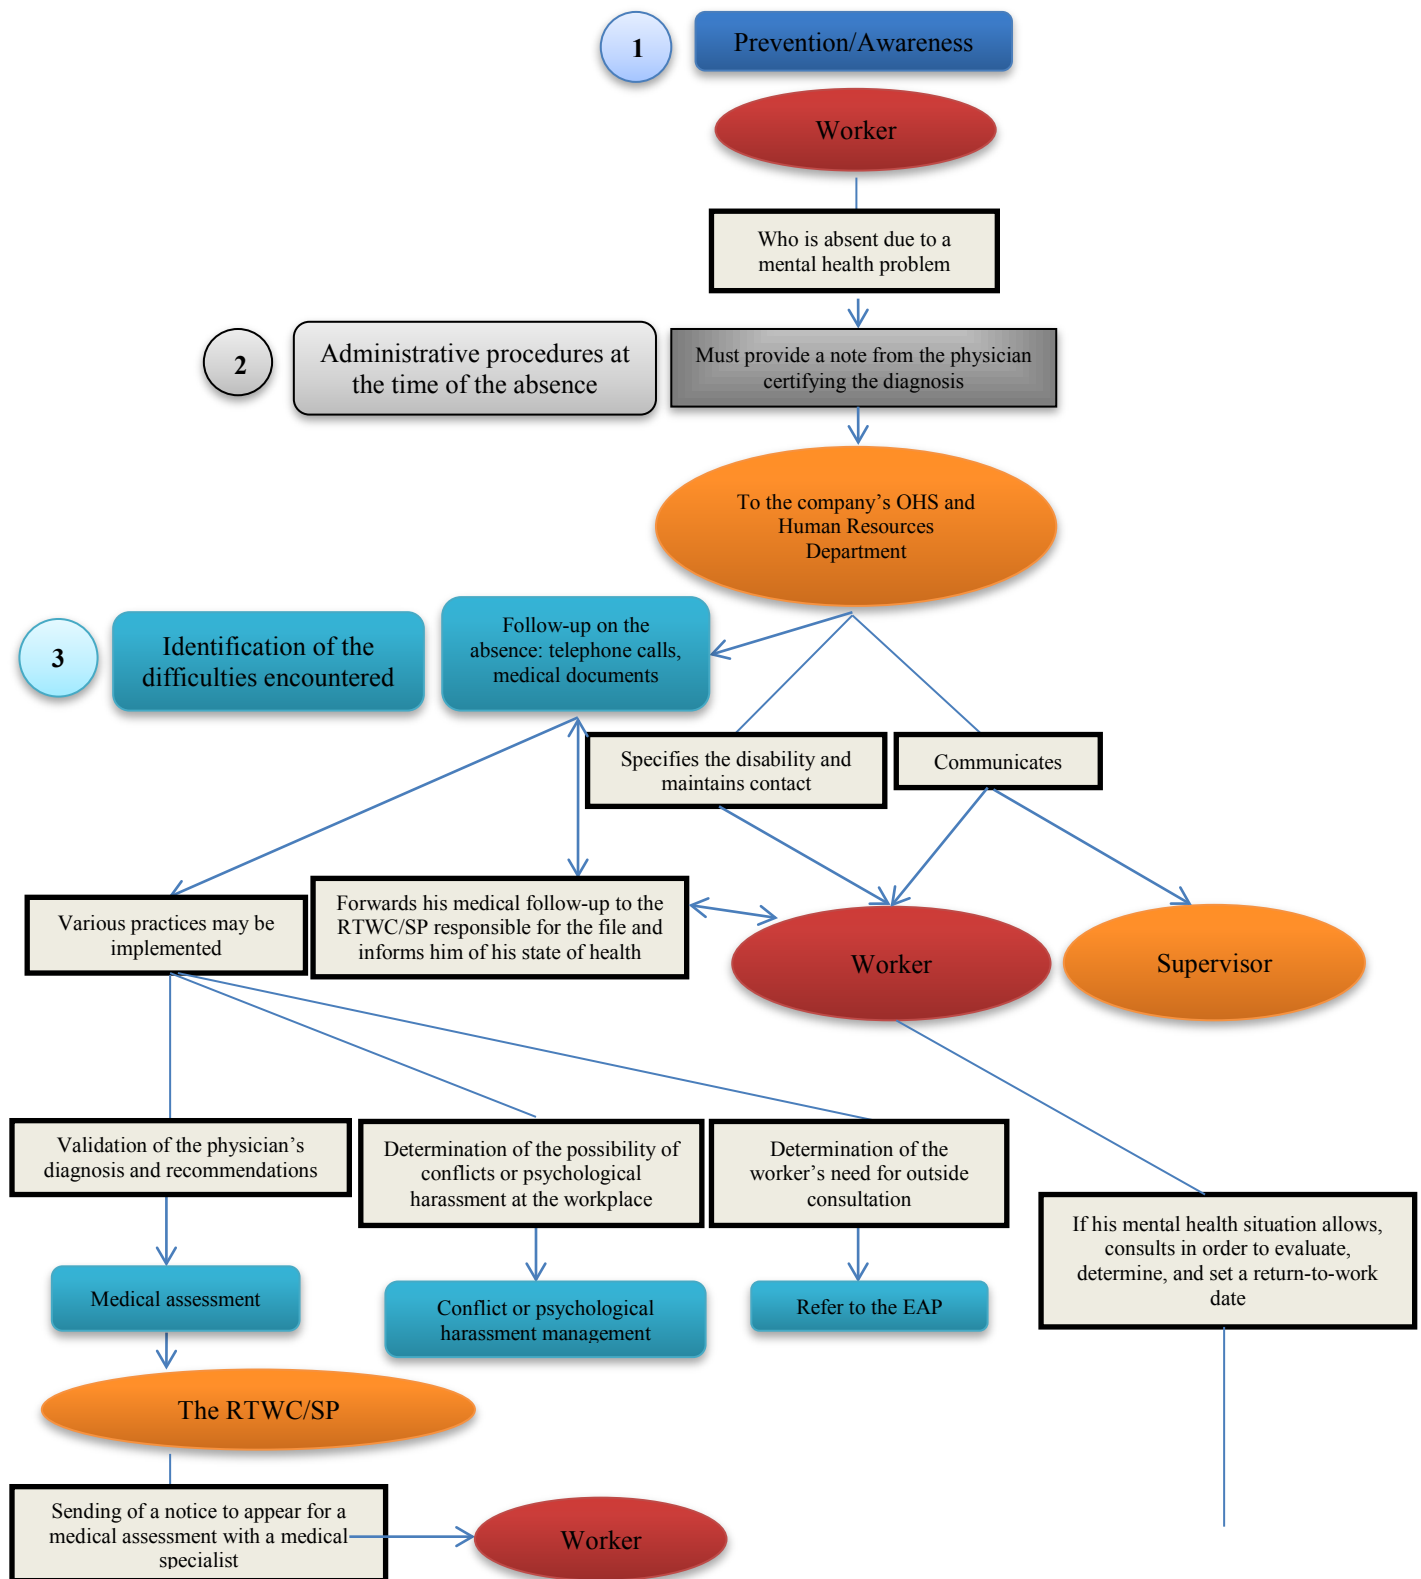 1
Prevention/Awareness
Worker
Who is absent due to a
mental health problem
2
Administrative procedures at
the time of the absence
Must provide a note from the physician
certifying the diagnosis
To the company’s OHS and
Human Resources
Department
3
Identification of the
difficulties encountered
Follow-up on the
absence: telephone calls,
medical documents
Specifies the disability and
maintains contact
Communicates
Various practices may be
implemented
Forwards his medical follow-up to the
RTWC/SP responsible for the file and
informs him of his state of health
Worker
Supervisor
Validation of the physician’s
diagnosis and recommendations
Determination of the possibility of
conflicts or psychological
harassment at the workplace
Determination of the
worker’s need for outside
consultation
If his mental health situation allows,
consults in order to evaluate,
determine, and set a return-to-work
date
Medical assessment
Conflict or psychological
harassment management
Refer to the EAP
The RTWC/SP
Sending of a notice to appear for a
medical assessment with a medical
specialist
Worker